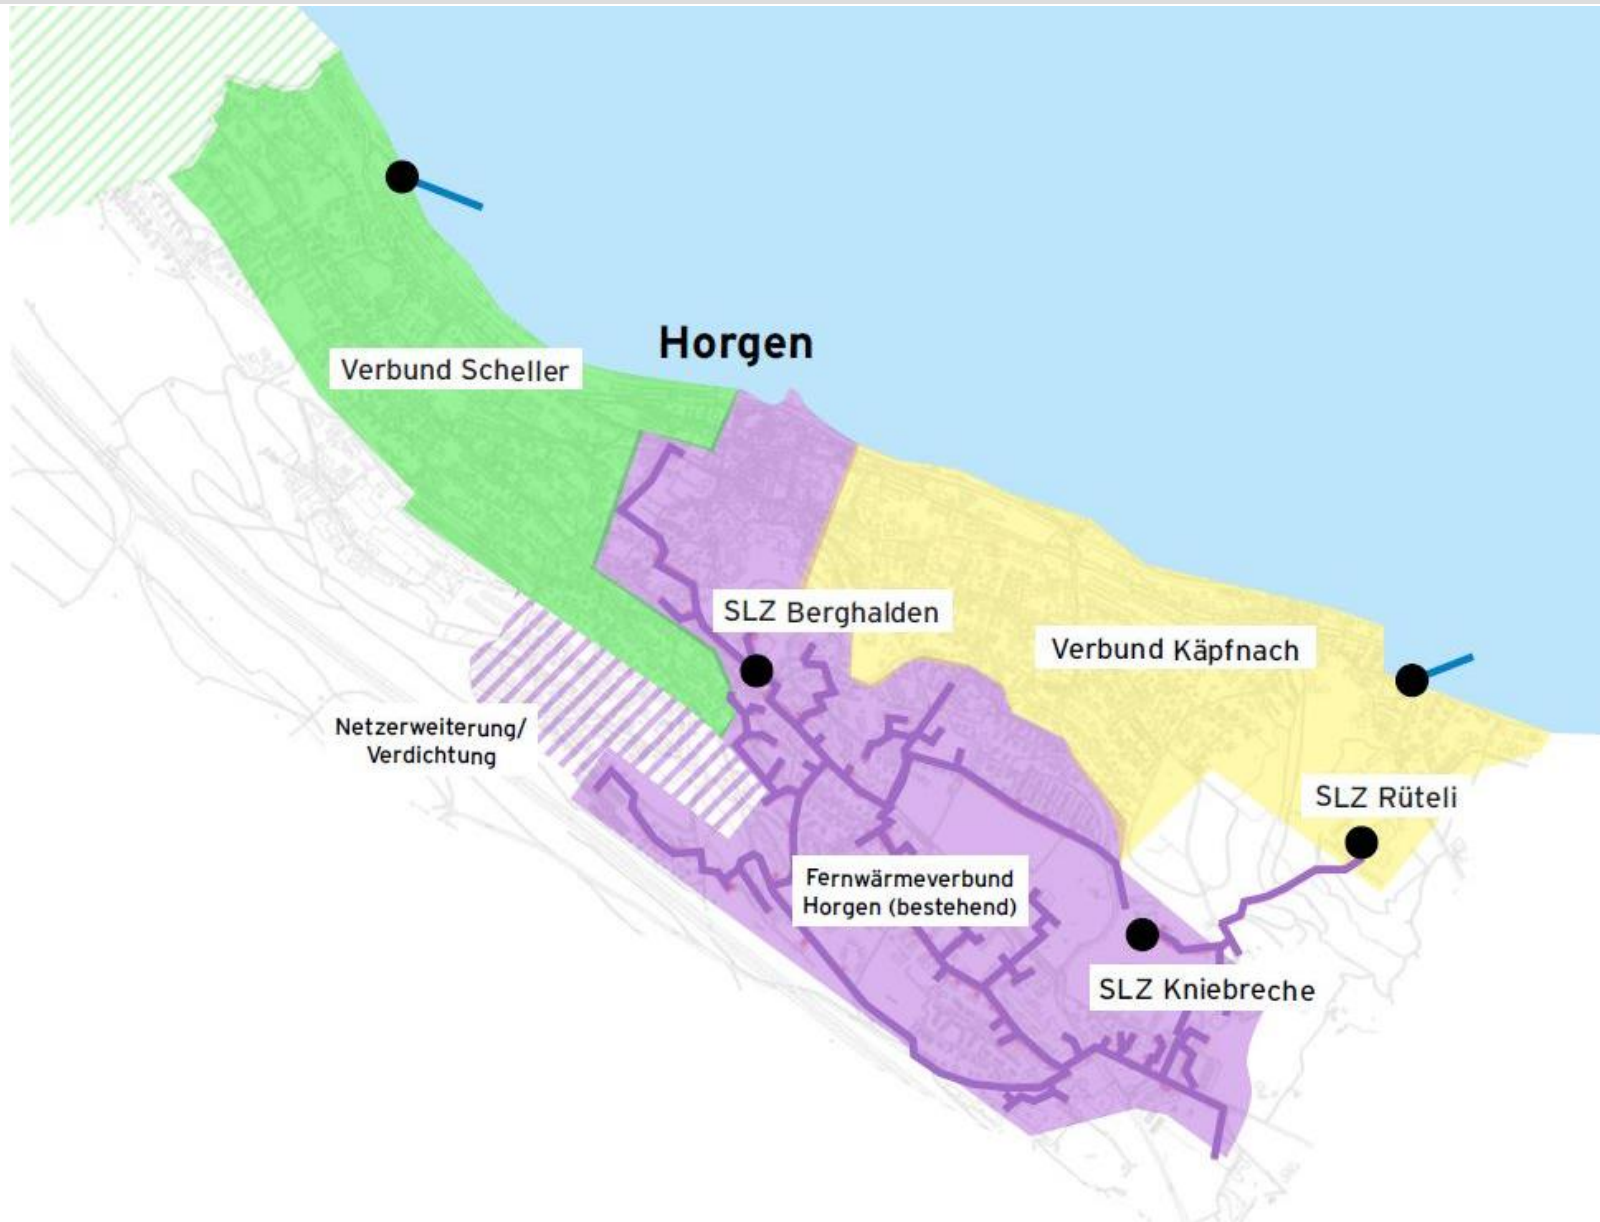 Horgen
Verbund Scheller
SLZ Berghalden
Verbund Käpfnach
Netzerweiterung/
Verdichtung
SLZ Rüteli
Fernwärmeverbund
Horgen (bestehend)
SLZ Kniebreche